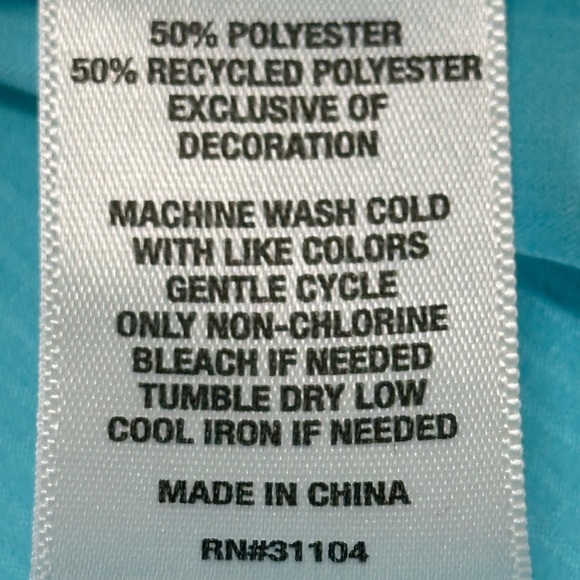 50% POLYESTER
50% RECYCLED POLYESTER
EXCLUSIVE OF
DECORATION
MACHINE WASH COLD
WITH LIKE COLORS
GENTLE CYCLE
ONLY NON-CHLORINE
BLEACH IF NEEDED
TUMBLE DRY LOW
COOL IRON IF NEEDED
MADE IN CHINA
RN#31104